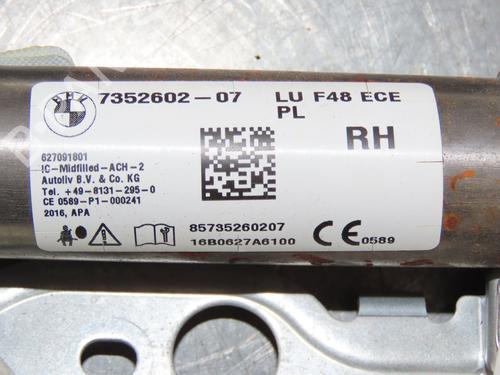 BMW
7352602-07 LU F48 ECE
PL
RH
627091801
IC-Midfilled-ACH-2
Autoliv B.V. & Co. KG
Tel. +49-8131-295-0
CE 0589-P1-000241
2016, APA
85735260207
16B0627A6100
CE 0589